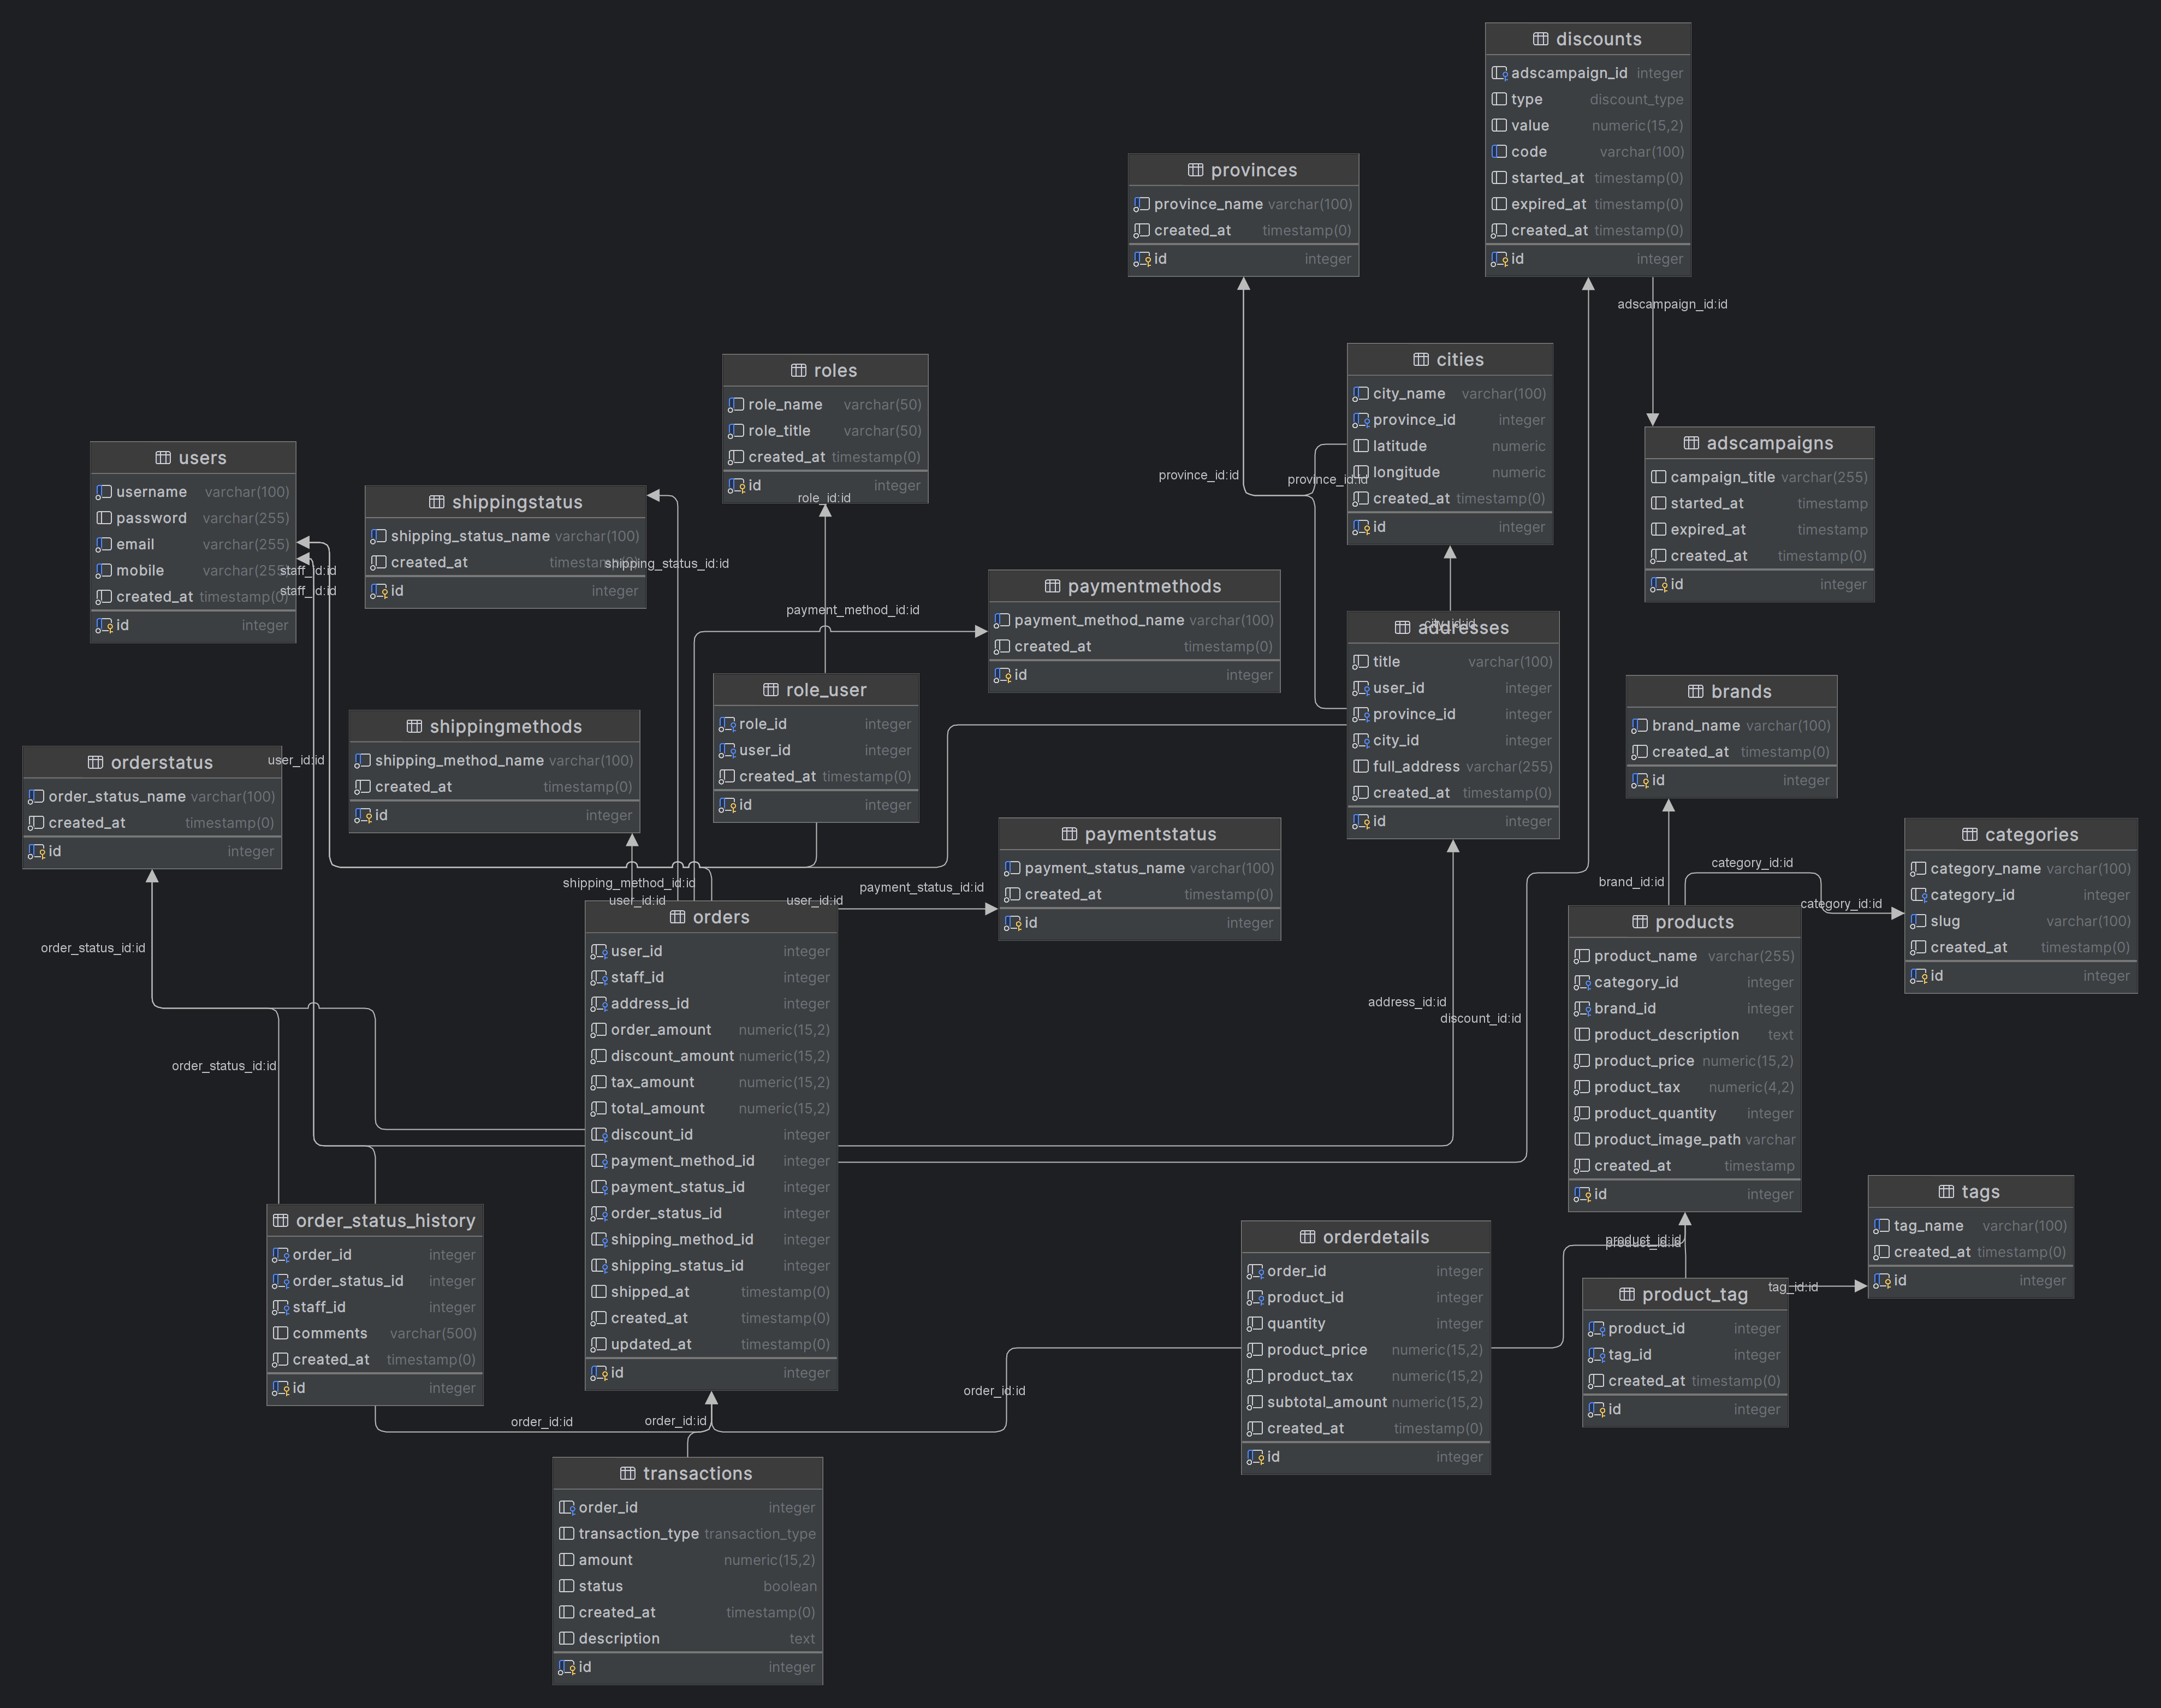 discounts
adscampaign_id integer
type discount_type
value numeric(15,2)
code varchar(100)
started_at timestamp(0)
expired_at timestamp(0)
created_at timestamp(0)
id integer
adscampaign_id:id
provinces
province_name varchar(100)
created_at timestamp(0)
id integer
province_id:id
province_id:id
cities
city_name varchar(100)
province_id integer
latitude numeric
longitude numeric
created_at timestamp(0)
id integer
roles
role_name varchar(50)
role_title varchar(50)
created_at timestamp(0)
id integer
role_id:id
adscampaigns
campaign_title varchar(255)
started_at timestamp
expired_at timestamp
created_at timestamp(0)
id integer
users
username varchar(100)
password varchar(255)
email varchar(255)
mobile varchar(255)
created_at timestamp(0)
id integer
staff_id:id
staff_id:id
shippingstatus
shipping_status_name varchar(100)
created_at timestamp(0)
id integer
shipping_status_id:id
paymentmethods
payment_method_name varchar(100)
created_at timestamp(0)
id integer
payment_method_id:id
addresses
city_id:id
title varchar(100)
user_id integer
province_id integer
city_id integer
full_address varchar(255)
created_at timestamp(0)
id integer
role_user
role_id integer
user_id integer
created_at timestamp(0)
id integer
brands
brand_name varchar(100)
created_at timestamp(0)
id integer
shippingmethods
shipping_method_name varchar(100)
created_at timestamp(0)
id integer
user_id:id
orderstatus
order_status_name varchar(100)
created_at timestamp(0)
id integer
paymentstatus
payment_status_name varchar(100)
created_at timestamp(0)
id integer
categories
category_name varchar(100)
category_id integer
slug varchar(100)
created_at timestamp(0)
id integer
category_id:id
category_id:id
brand_id:id
shipping_method_id:id
user_id:id
user_id:id
payment_status_id:id
order_status_id:id
order_status_id:id
address_id:id
discount_id:id
orders
user_id integer
staff_id integer
address_id integer
order_amount numeric(15,2)
discount_amount numeric(15,2)
tax_amount numeric(15,2)
total_amount numeric(15,2)
discount_id integer
payment_method_id integer
payment_status_id integer
order_status_id integer
shipping_method_id integer
shipping_status_id integer
shipped_at timestamp(0)
created_at timestamp(0)
updated_at timestamp(0)
id integer
products
product_name varchar(255)
category_id integer
brand_id integer
product_description text
product_price numeric(15,2)
product_tax numeric(4,2)
product_quantity integer
product_image_path varchar
created_at timestamp
id integer
product_id:id
product_id:id
tags
tag_name varchar(100)
created_at timestamp(0)
id integer
tag_id:id
order_status_history
order_id integer
order_status_id integer
staff_id integer
comments varchar(500)
created_at timestamp(0)
id integer
orderdetails
order_id integer
product_id integer
quantity integer
product_price numeric(15,2)
product_tax numeric(15,2)
subtotal_amount numeric(15,2)
created_at timestamp(0)
id integer
product_tag
product_id integer
tag_id integer
created_at timestamp(0)
id integer
order_id:id
order_id:id
order_id:id
transactions
order_id integer
transaction_type transaction_type
amount numeric(15,2)
status boolean
created_at timestamp(0)
description text
id integer